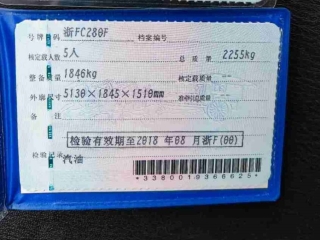 号牌号码 浙FC280F 档案编号
核定载人数 5人 总质量 2255kg
整备质量 1846kg 核定载质量 --
外廓尺寸 5130×1845×1510mm 准牵引总质量 --
备注 --
检验有效期至2018 年08 月浙F(00)
检验记录 汽油
*3380019366625*